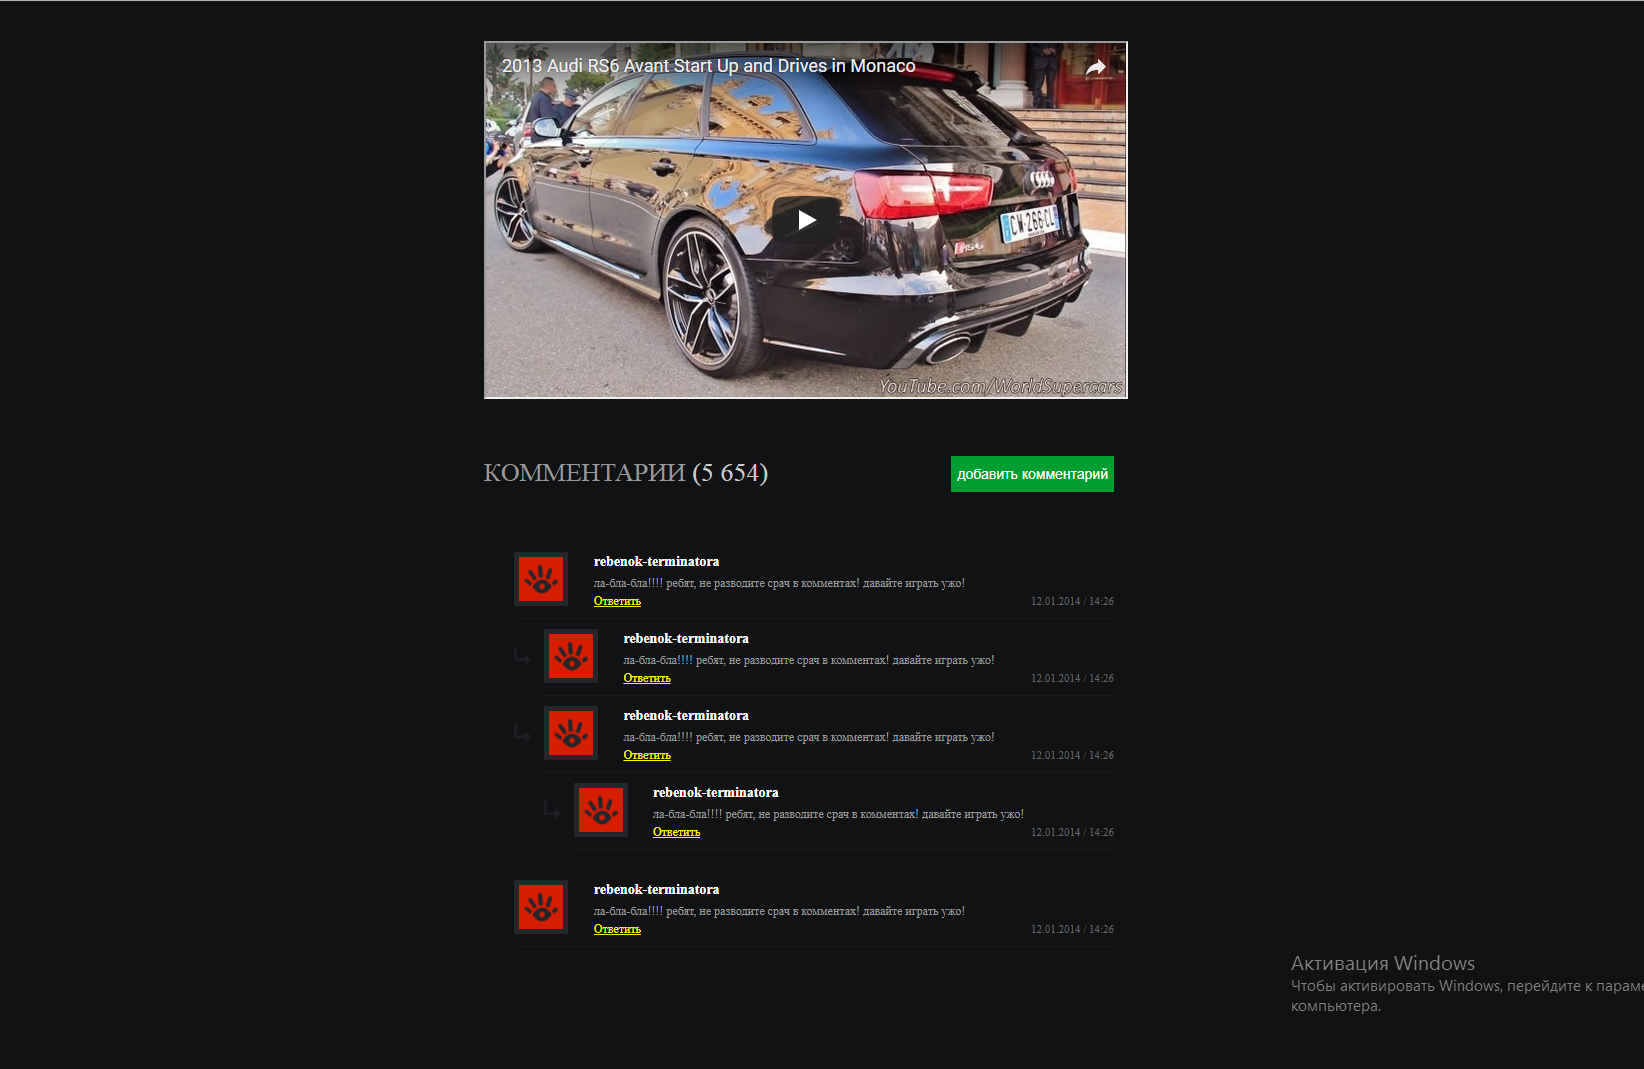 2013 Audi RS6 Avant Start Up and Drives in Monaco
CW-266-CL
RS6
YouTube.com/WorldSupercars
КОММЕНТАРИИ (5 654)
добавить комментарий
rebenok-terminatora
ла-бла-бла!!!! ребят, не разводите срач в комментах! давайте играть ужо!
Ответить
12.01.2014 / 14:26
rebenok-terminatora
ла-бла-бла!!!! ребят, не разводите срач в комментах! давайте играть ужо!
Ответить
12.01.2014 / 14:26
rebenok-terminatora
ла-бла-бла!!!! ребят, не разводите срач в комментах! давайте играть ужо!
Ответить
12.01.2014 / 14:26
rebenok-terminatora
ла-бла-бла!!!! ребят, не разводите срач в комментах! давайте играть ужо!
Ответить
12.01.2014 / 14:26
rebenok-terminatora
ла-бла-бла!!!! ребят, не разводите срач в комментах! давайте играть ужо!
Ответить
12.01.2014 / 14:26
Активация Windows
Чтобы активировать Windows, перейдите к параме
компьютера.